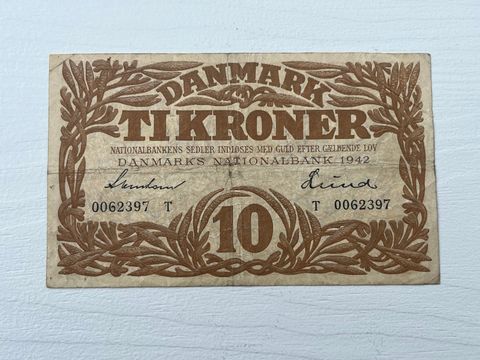 DANMARK
TI KRONER
NATIONALBANKENS SEDLER INDLØSES MED GULD EFTER GÆLDENDE LOV
DANMARKS NATIONALBANK 1942
0062397 T T 0062397
10